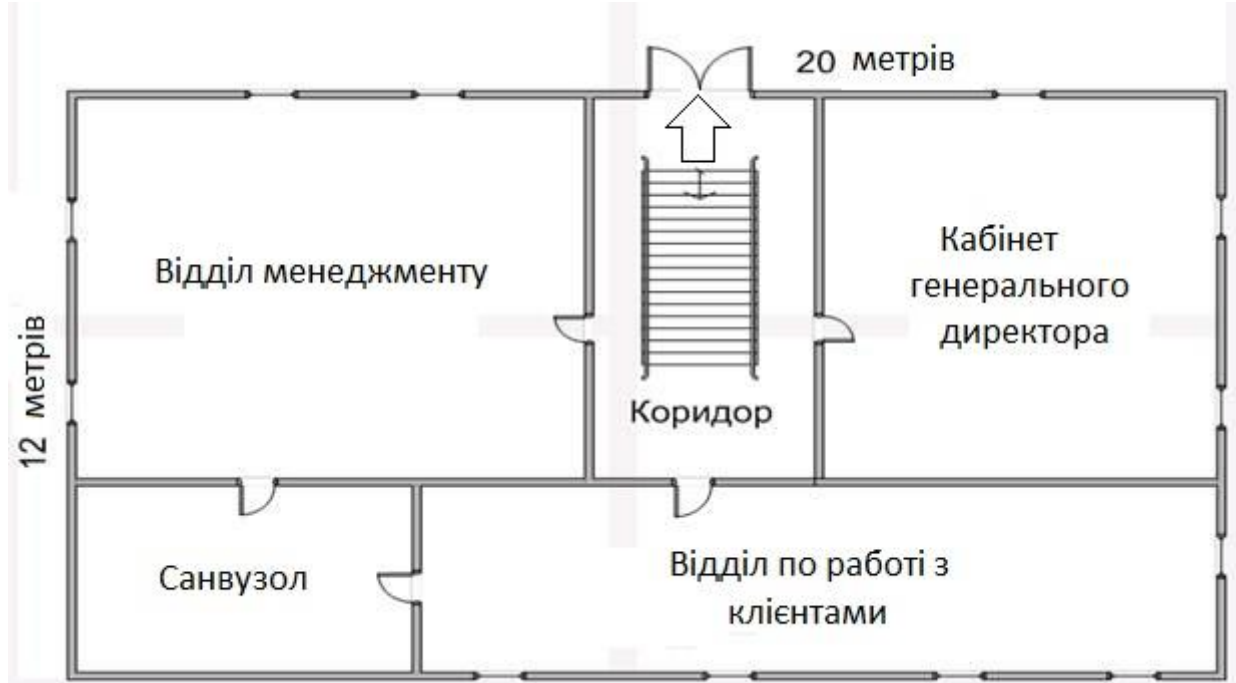 20 метрів
Відділ менеджменту
Кабінет
генерального
директора
12 метрів
Коридор
Санвузол
Відділ по работі з
клієнтами